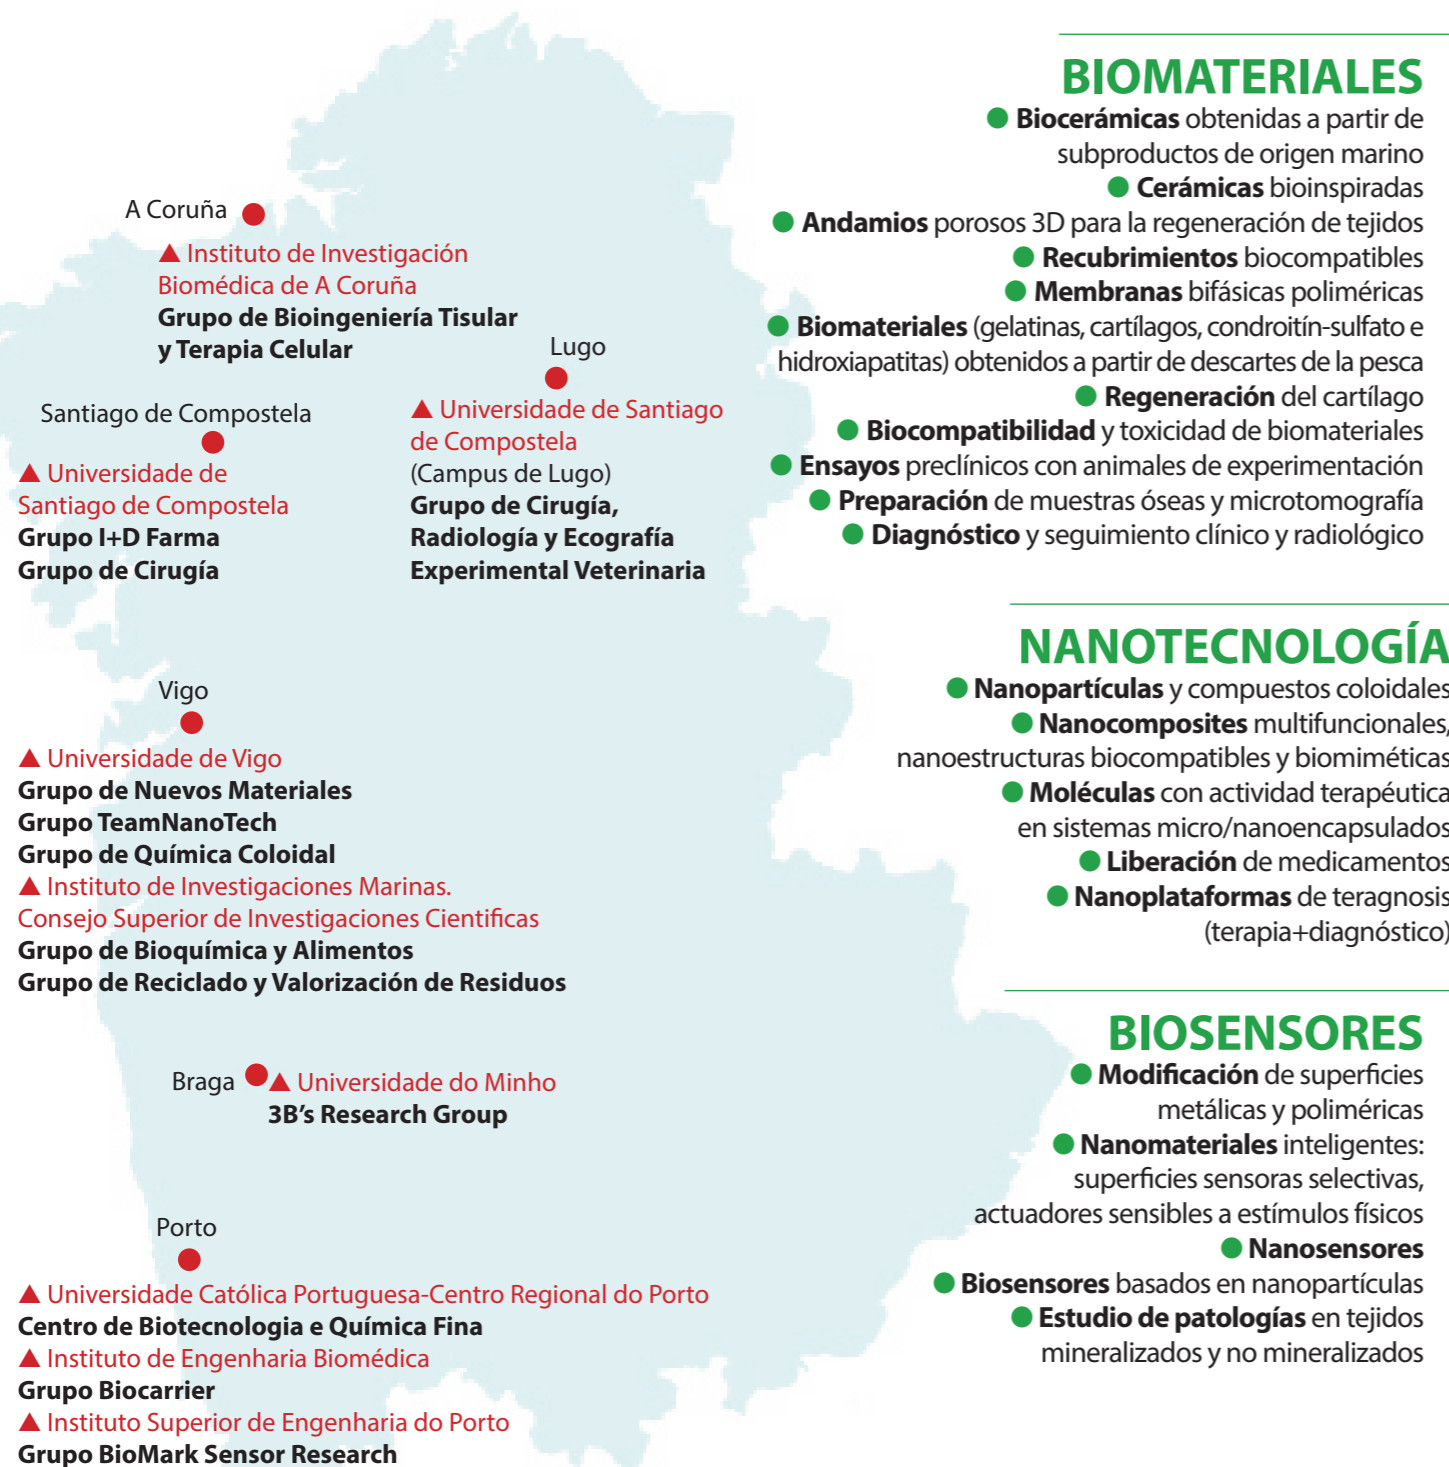 A Coruña
▲ Instituto de Investigación
Biomédica de A Coruña
Grupo de Bioingeniería Tisular
y Terapia Celular
Lugo
▲ Universidade de Santiago
de Compostela
(Campus de Lugo)
Grupo de Cirugía,
Radiología y Ecografía
Experimental Veterinaria
Santiago de Compostela
▲ Universidade de
Santiago de Compostela
Grupo I+D Farma
Grupo de Cirugía
Vigo
▲ Universidade de Vigo
Grupo de Nuevos Materiales
Grupo TeamNanoTech
Grupo de Química Coloidal
▲ Instituto de Investigaciones Marinas.
Consejo Superior de Investigaciones Cientificas
Grupo de Bioquímica y Alimentos
Grupo de Reciclado y Valorización de Residuos
Braga
▲ Universidade do Minho
3B's Research Group
Porto
▲ Universidade Católica Portuguesa-Centro Regional do Porto
Centro de Biotecnologia e Química Fina
▲ Instituto de Engenharia Biomédica
Grupo Biocarrier
▲ Instituto Superior de Engenharia do Porto
Grupo BioMark Sensor Research
BIOMATERIALES
● Biocerámicas obtenidas a partir de
subproductos de origen marino
● Cerámicas bioinspiradas
● Andamios porosos 3D para la regeneración de tejidos
● Recubrimientos biocompatibles
● Membranas bifásicas poliméricas
● Biomateriales (gelatinas, cartílagos, condroitín-sulfato e
hidroxiapatitas) obtenidos a partir de descartes de la pesca
● Regeneración del cartílago
● Biocompatibilidad y toxicidad de biomateriales
● Ensayos preclínicos con animales de experimentación
● Preparación de muestras óseas y microtomografía
● Diagnóstico y seguimiento clínico y radiológico
NANOTECNOLOGÍA
● Nanopartículas y compuestos coloidales
● Nanocomposites multifuncionales,
nanoestructuras biocompatibles y biomiméticas
● Moléculas con actividad terapéutica
en sistemas micro/nanoencapsulados
● Liberación de medicamentos
● Nanoplataformas de teragnosis
(terapia+diagnóstico)
BIOSENSORES
● Modificación de superficies
metálicas y poliméricas
● Nanomateriales inteligentes:
superficies sensoras selectivas,
actuadores sensibles a estímulos físicos
● Nanosensores
● Biosensores basados en nanopartículas
● Estudio de patologías en tejidos
mineralizados y no mineralizados